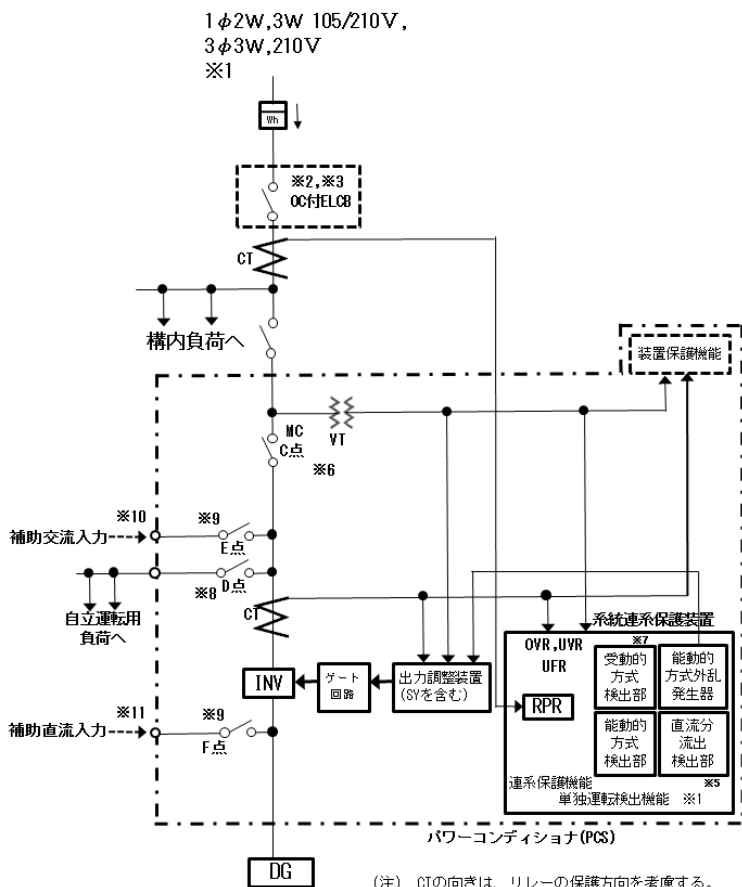 1φ2W,3W 105/210V,
3φ3W,210V
※1
Wh
※2,※3
OC付ELCB
CT
構内負荷へ
装置保護機能
MC
C点
VT
※6
※10
※9
補助交流入力
E点
※8
D点
自立運転用
負荷へ
CT
系統連系保護装置
OVR,UVR
UFR
※7
受動的
方式
検出部
能動的
方式外乱
発生器
INV
ゲート
回路
出力調整装置
(SYを含む)
RPR
能動的
方式
検出部
直流分
流出
検出部
※11
※9
補助直流入力
F点
※5
連系保護機能
単独運転検出機能 ※1
パワーコンディショナ(PCS)
DG
(注) CTの向きは、リレーの保護方向を考慮する。